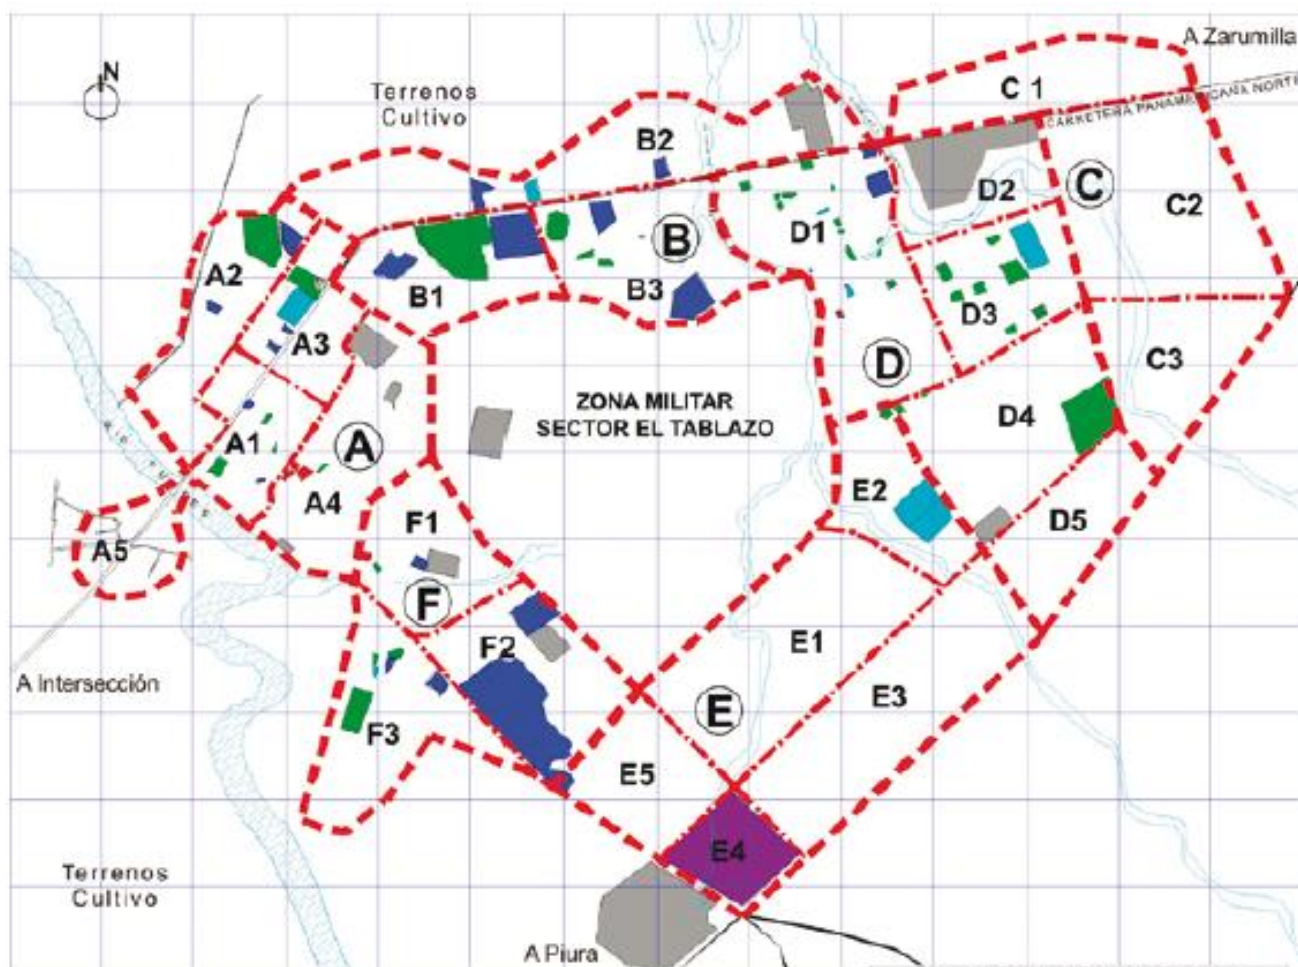 A Zarumilla
N
Terrenos
Cultivo
C 1
CARRETERA PANAMERICANA NORTE
B2
D2
C
C2
A2
B
D1
B1
B3
A3
D3
D
C3
ZONA MILITAR
SECTOR EL TABLAZO
D4
A1
A
A4
E2
F1
D5
A5
F
E1
F2
A Intersección
E3
E
F3
E5
E4
Terrenos
Cultivo
A Piura